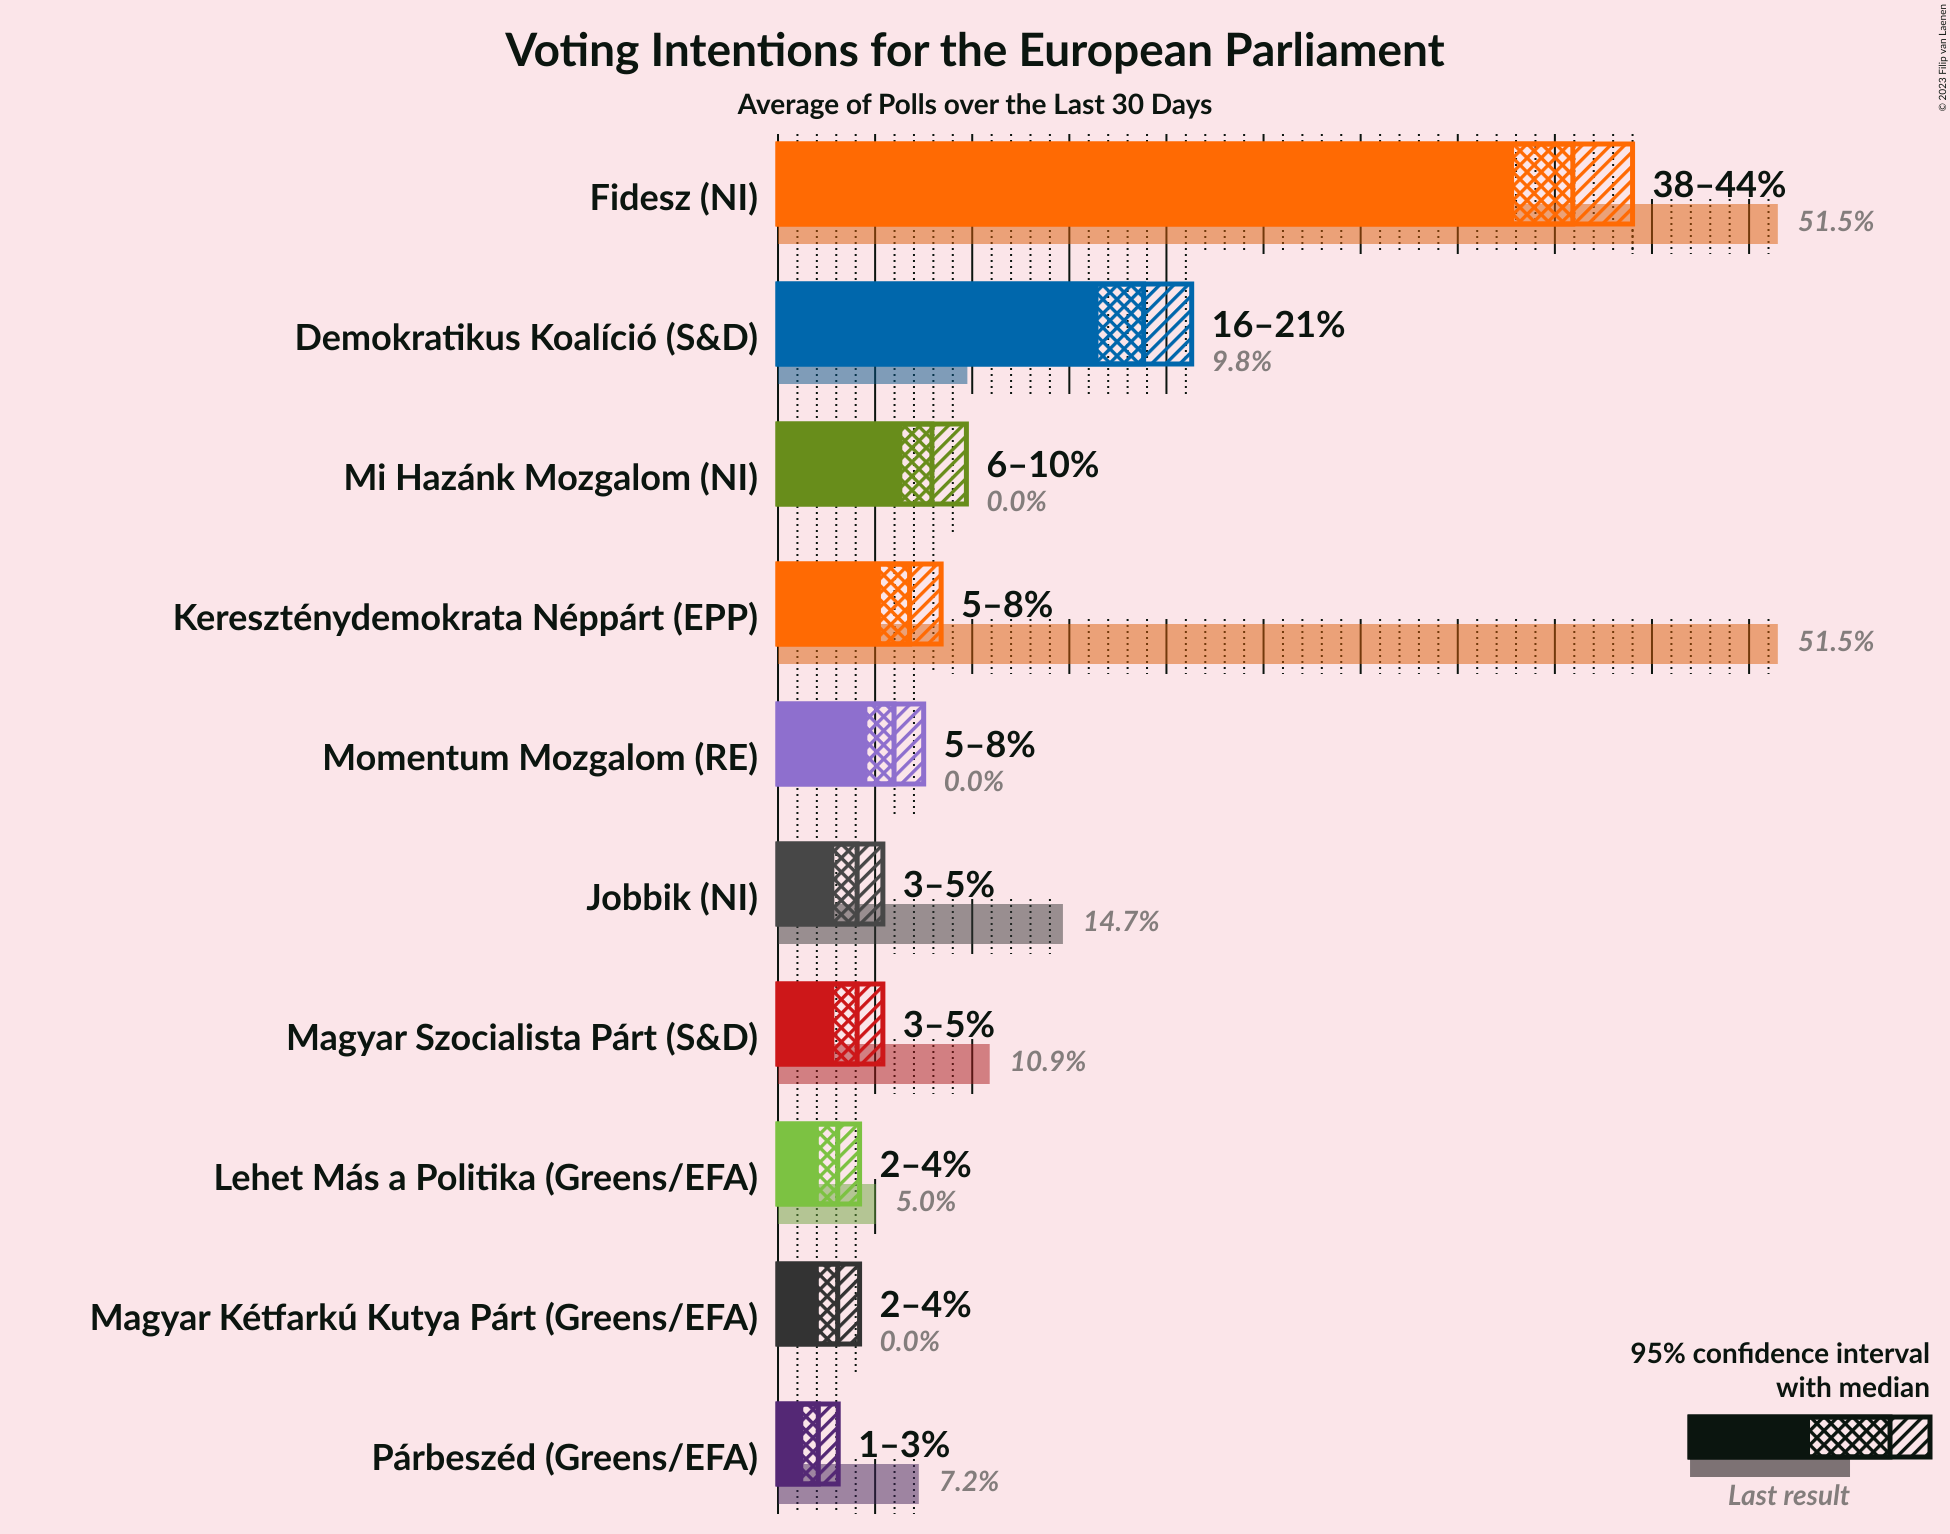 Voting Intentions for the European Parliament
Average of Polls over the Last 30 Days
© 2023 Filip van Laenen
Fidesz (NI)
38–44%
51.5%
Demokratikus Koalíció (S&D)
16–21%
9.8%
Mi Hazánk Mozgalom (NI)
6–10%
0.0%
Kereszténydemokrata Néppárt (EPP)
5–8%
51.5%
Momentum Mozgalom (RE)
5–8%
0.0%
Jobbik (NI)
3–5%
14.7%
Magyar Szocialista Párt (S&D)
3–5%
10.9%
Lehet Más a Politika (Greens/EFA)
2–4%
5.0%
Magyar Kétfarkú Kutya Párt (Greens/EFA)
2–4%
0.0%
Párbeszéd (Greens/EFA)
1–3%
7.2%
95% confidence interval
with median
Last result